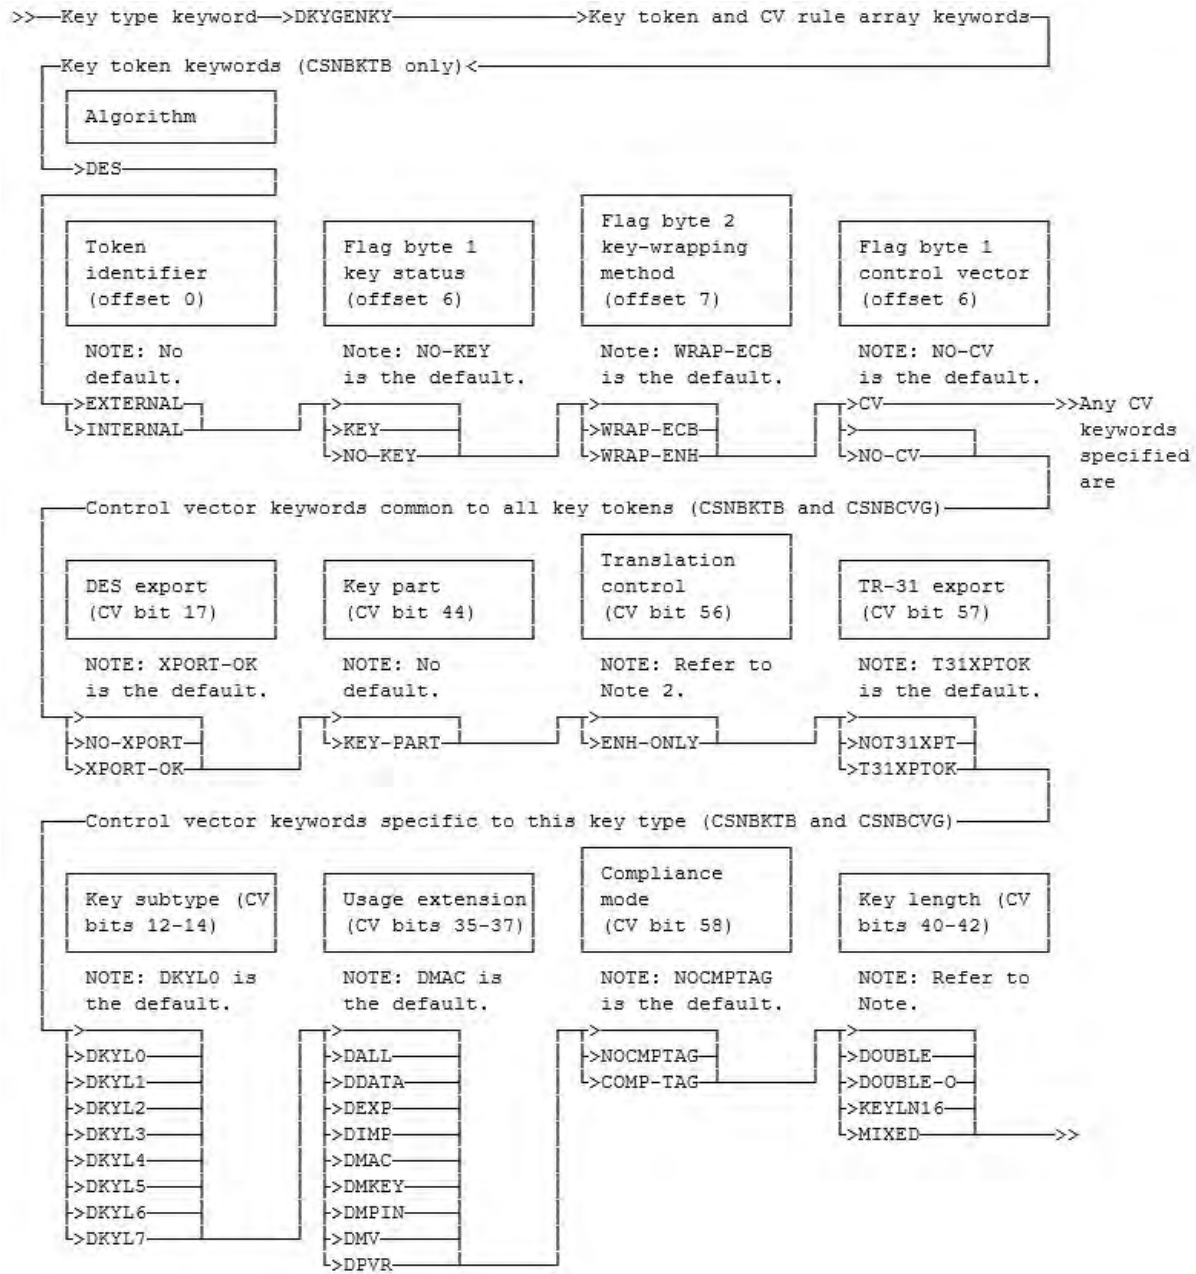 >>—Key type keyword—>DKYGENKY—>Key token and CV rule array keywords
Key token keywords (CSNBKTB only)<
Algorithm
>DES
Token
identifier
(offset 0)
Flag byte 1
key status
(offset 6)
Flag byte 2
key-wrapping
method
(offset 7)
Flag byte 1
control vector
(offset 6)
NOTE: No
default.
Note: NO-KEY
is the default.
Note: WRAP-ECB
is the default.
NOTE: NO-CV
is the default.
>EXTERNAL
>INTERNAL
>
>KEY
>NO-KEY
>
>WRAP-ECB
>WRAP-ENH
>CV
>
>NO-CV
>>Any CV
keywords
specified
are
Control vector keywords common to all key tokens (CSNBKTB and CSNBCVG)
DES export
(CV bit 17)
Key part
(CV bit 44)
Translation
control
(CV bit 56)
TR-31 export
(CV bit 57)
NOTE: XPORT-OK
is the default.
NOTE: No
default.
NOTE: Refer to
Note 2.
NOTE: T31XPTOK
is the default.
>
>NO-XPORT
>XPORT-OK
>
>KEY-PART
>
>ENH-ONLY
>
>NOT31XPT
>T31XPTOK
Control vector keywords specific to this key type (CSNBKTB and CSNBCVG)
Key subtype (CV
bits 12-14)
Usage extension
(CV bits 35-37)
Compliance
mode
(CV bit 58)
Key length (CV
bits 40-42)
NOTE: DKYL0 is
the default.
NOTE: DMAC is
the default.
NOTE: NOCMPTAG
is the default.
NOTE: Refer to
Note.
>
>DKYL0
>DKYL1
>DKYL2
>DKYL3
>DKYL4
>DKYL5
>DKYL6
>DKYL7
>
>DALL
>DDATA
>DEXP
>DIMP
>DMAC
>DMKEY
>DMPIN
>DMV
>DPVR
>
>NOCMPTAG
>COMP-TAG
>
>DOUBLE
>DOUBLE-O
>KEYLN16
>MIXED
>>